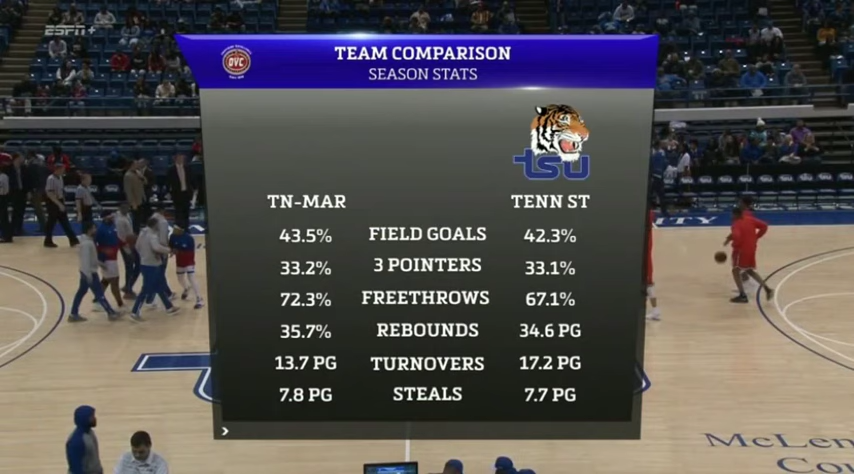 ESPN+
TEAM COMPARISON
SEASON STATS
OVC
tsu
TN-MAR TENN ST
43.5% FIELD GOALS 42.3%
33.2% 3 POINTERS 33.1%
72.3% FREETHROWS 67.1%
35.7% REBOUNDS 34.6 PG
13.7 PG TURNOVERS 17.2 PG
7.8 PG STEALS 7.7 PG